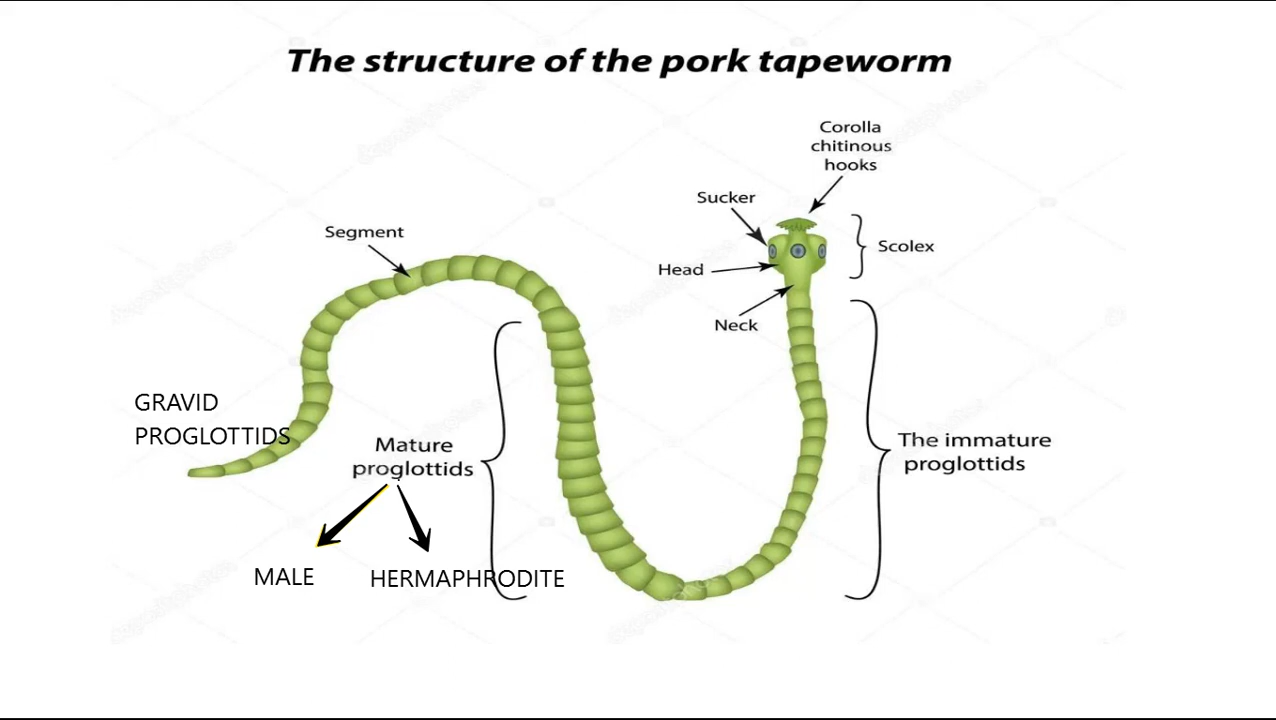 The structure of the pork tapeworm
Corolla
chitinous
hooks
Sucker
Segment
Scolex
Head
Neck
GRAVID
PROGLOTTIDS
Mature
proglottids
The immature
proglottids
MALE
HERMAPHRODITE